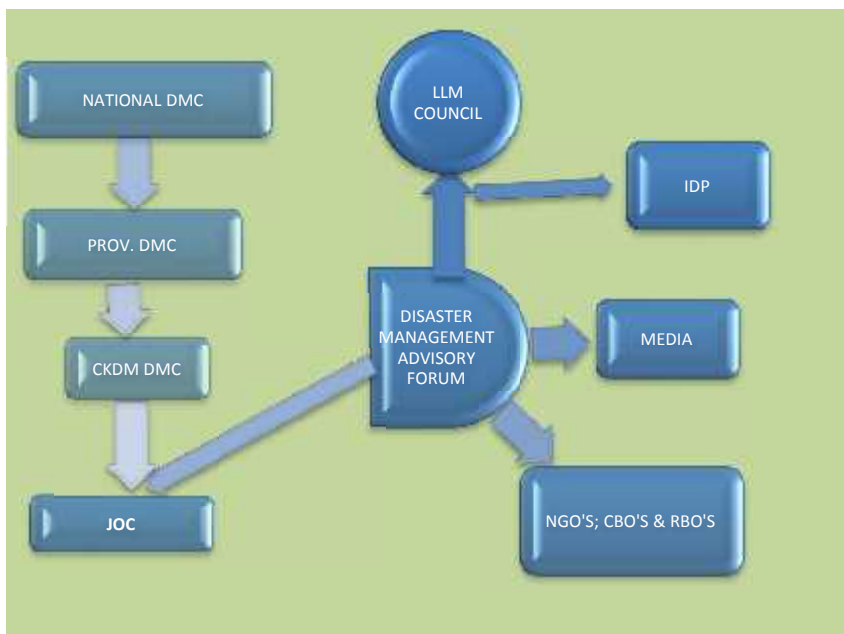 NATIONAL DMC
LLM
COUNCIL
IDP
PROV. DMC
DISASTER
MANAGEMENT
ADVISORY
FORUM
MEDIA
CKDM DMC
JOC
NGO'S; CBO'S & RBO'S